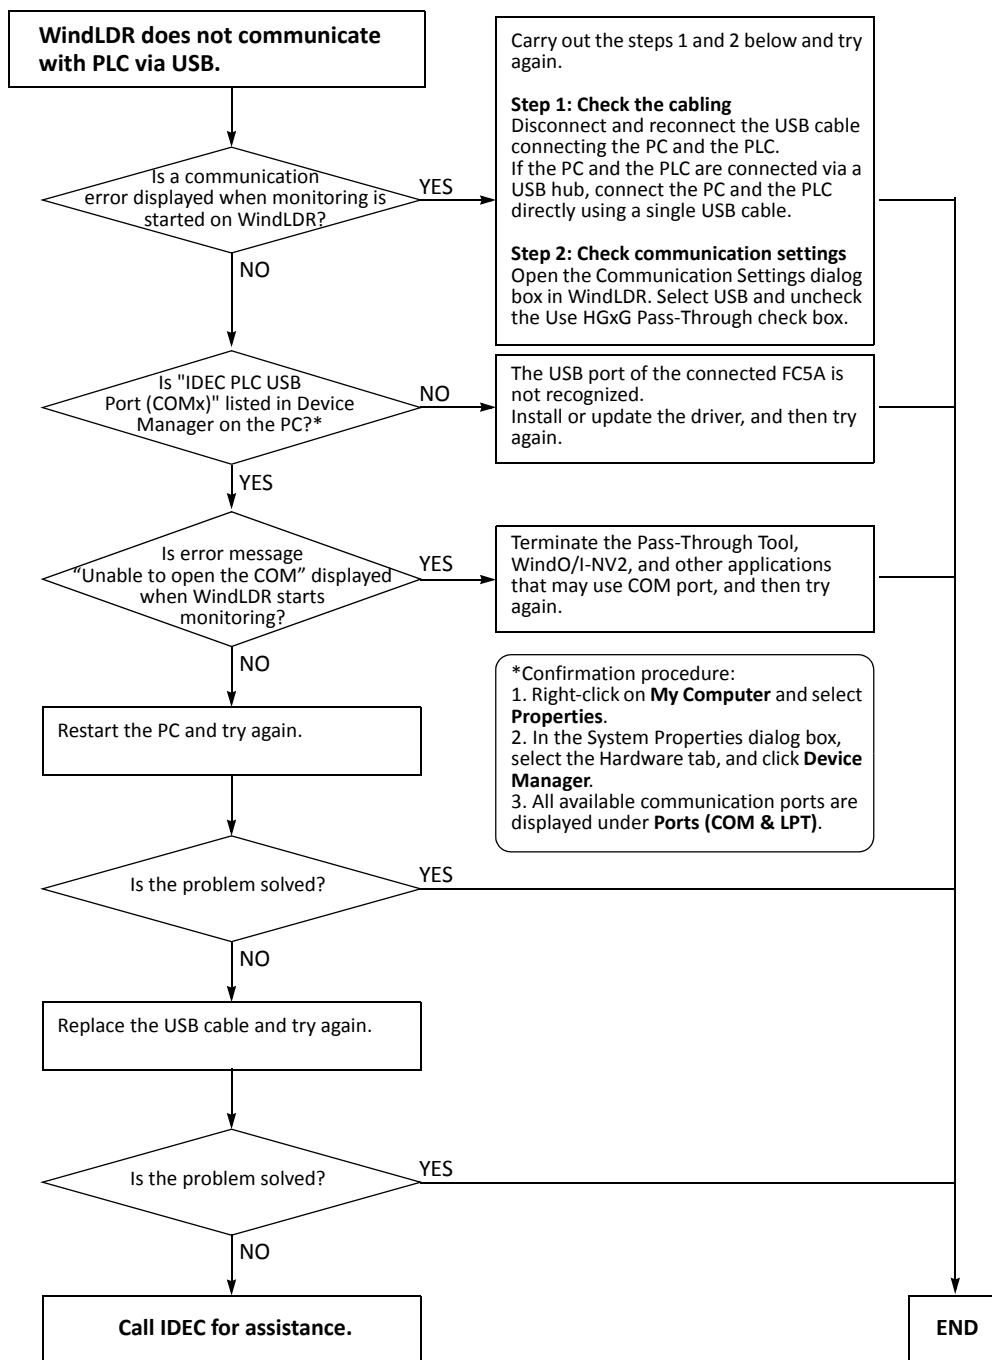 WindLDR does not communicate
with PLC via USB.
Is a communication
error displayed when monitoring is
started on WindLDR?
YES
NO
Carry out the steps 1 and 2 below and try
again.
Step 1: Check the cabling
Disconnect and reconnect the USB cable
connecting the PC and the PLC.
If the PC and the PLC are connected via a
USB hub, connect the PC and the PLC
directly using a single USB cable.
Step 2: Check communication settings
Open the Communication Settings dialog
box in WindLDR. Select USB and uncheck
the Use HGxG Pass-Through check box.
Is "IDEC PLC USB
Port (COMx)" listed in Device
Manager on the PC?*
NO
YES
The USB port of the connected FC5A is
not recognized.
Install or update the driver, and then try
again.
Is error message
“Unable to open the COM” displayed
when WindLDR starts
monitoring?
YES
NO
Terminate the Pass-Through Tool,
WindO/I-NV2, and other applications
that may use COM port, and then try
again.
*Confirmation procedure:
1. Right-click on My Computer and select
Properties.
2. In the System Properties dialog box,
select the Hardware tab, and click Device
Manager.
3. All available communication ports are
displayed under Ports (COM & LPT).
Restart the PC and try again.
Is the problem solved?
YES
NO
Replace the USB cable and try again.
Is the problem solved?
YES
NO
Call IDEC for assistance.
END